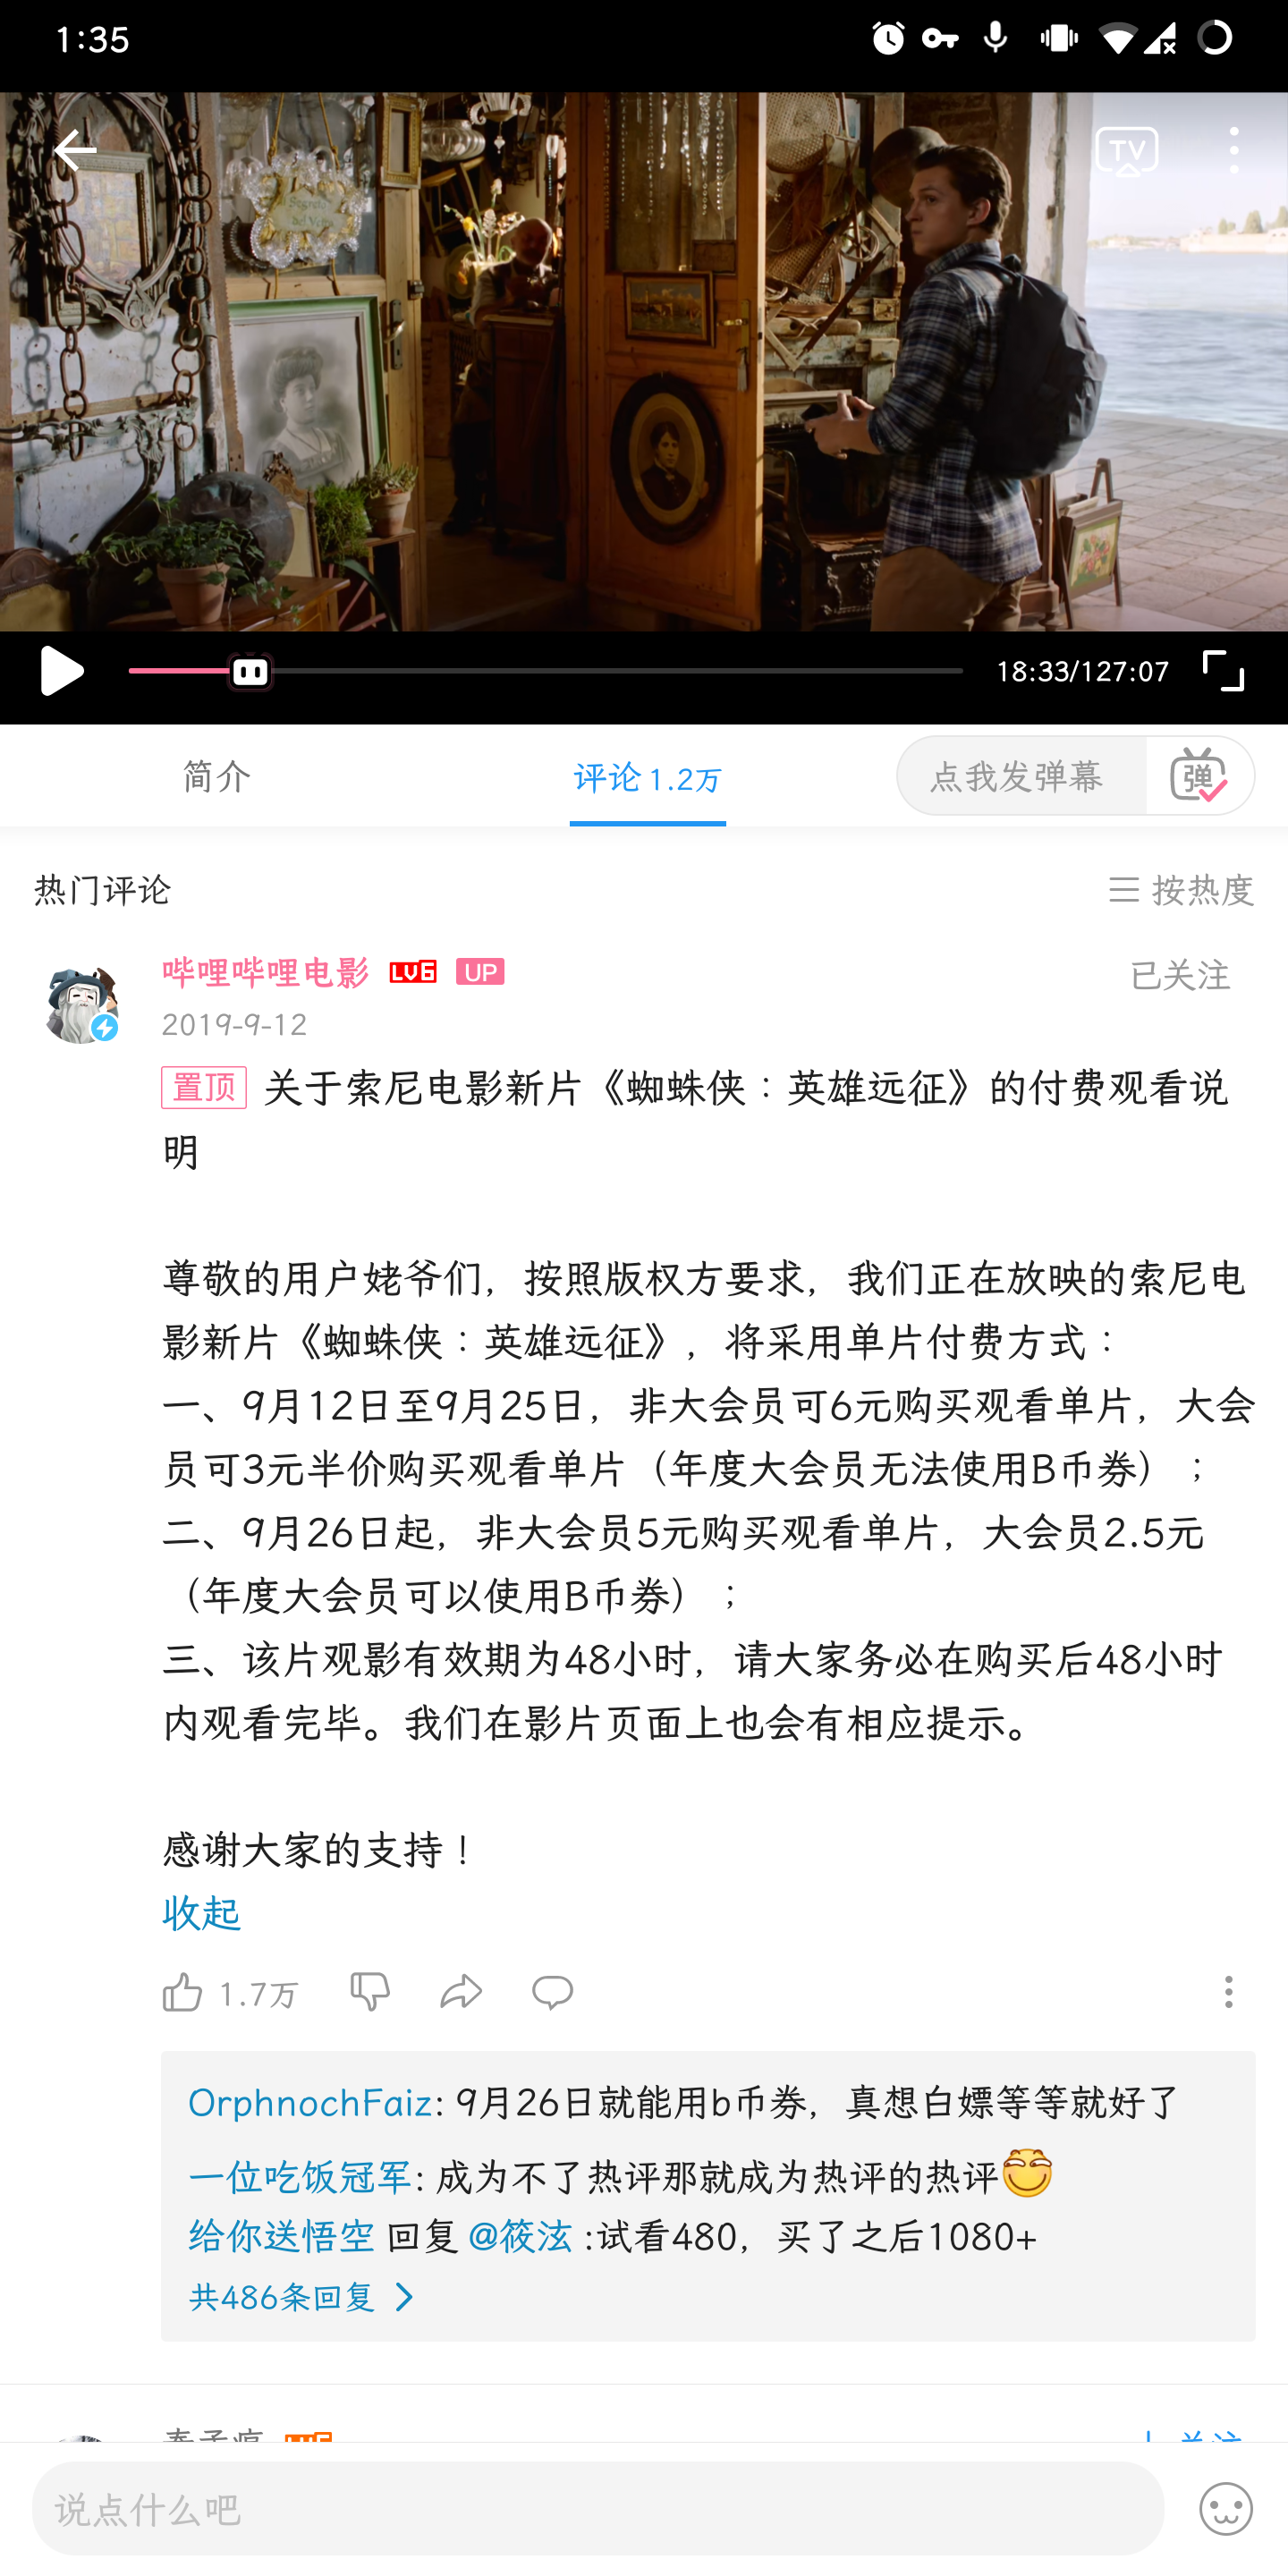 1:35
TV
18:33/127:07
简介
评论 1.2万
点我发弹幕
弹
热门评论
按热度
哔哩哔哩电影 LV6 UP
已关注
2019-9-12
置顶 关于索尼电影新片《蜘蛛侠：英雄远征》的付费观看说
明
尊敬的用户姥爷们，按照版权方要求，我们正在放映的索尼电
影新片《蜘蛛侠：英雄远征》，将采用单片付费方式：
一、9月12日至9月25日，非大会员可6元购买观看单片，大会
员可3元半价购买观看单片（年度大会员无法使用B币券）；
二、9月26日起，非大会员5元购买观看单片，大会员2.5元
（年度大会员可以使用B币券）；
三、该片观影有效期为48小时，请大家务必在购买后48小时
内观看完毕。我们在影片页面上也会有相应提示。
感谢大家的支持！
收起
1.7万
OrphnochFaiz: 9月26日就能用b币券，真想白嫖等等就好了
一位吃饭冠军: 成为不了热评那就成为热评的热评
给你送悟空 回复 @筱泫 :试看480，买了之后1080+
共486条回复
关注
说点什么吧